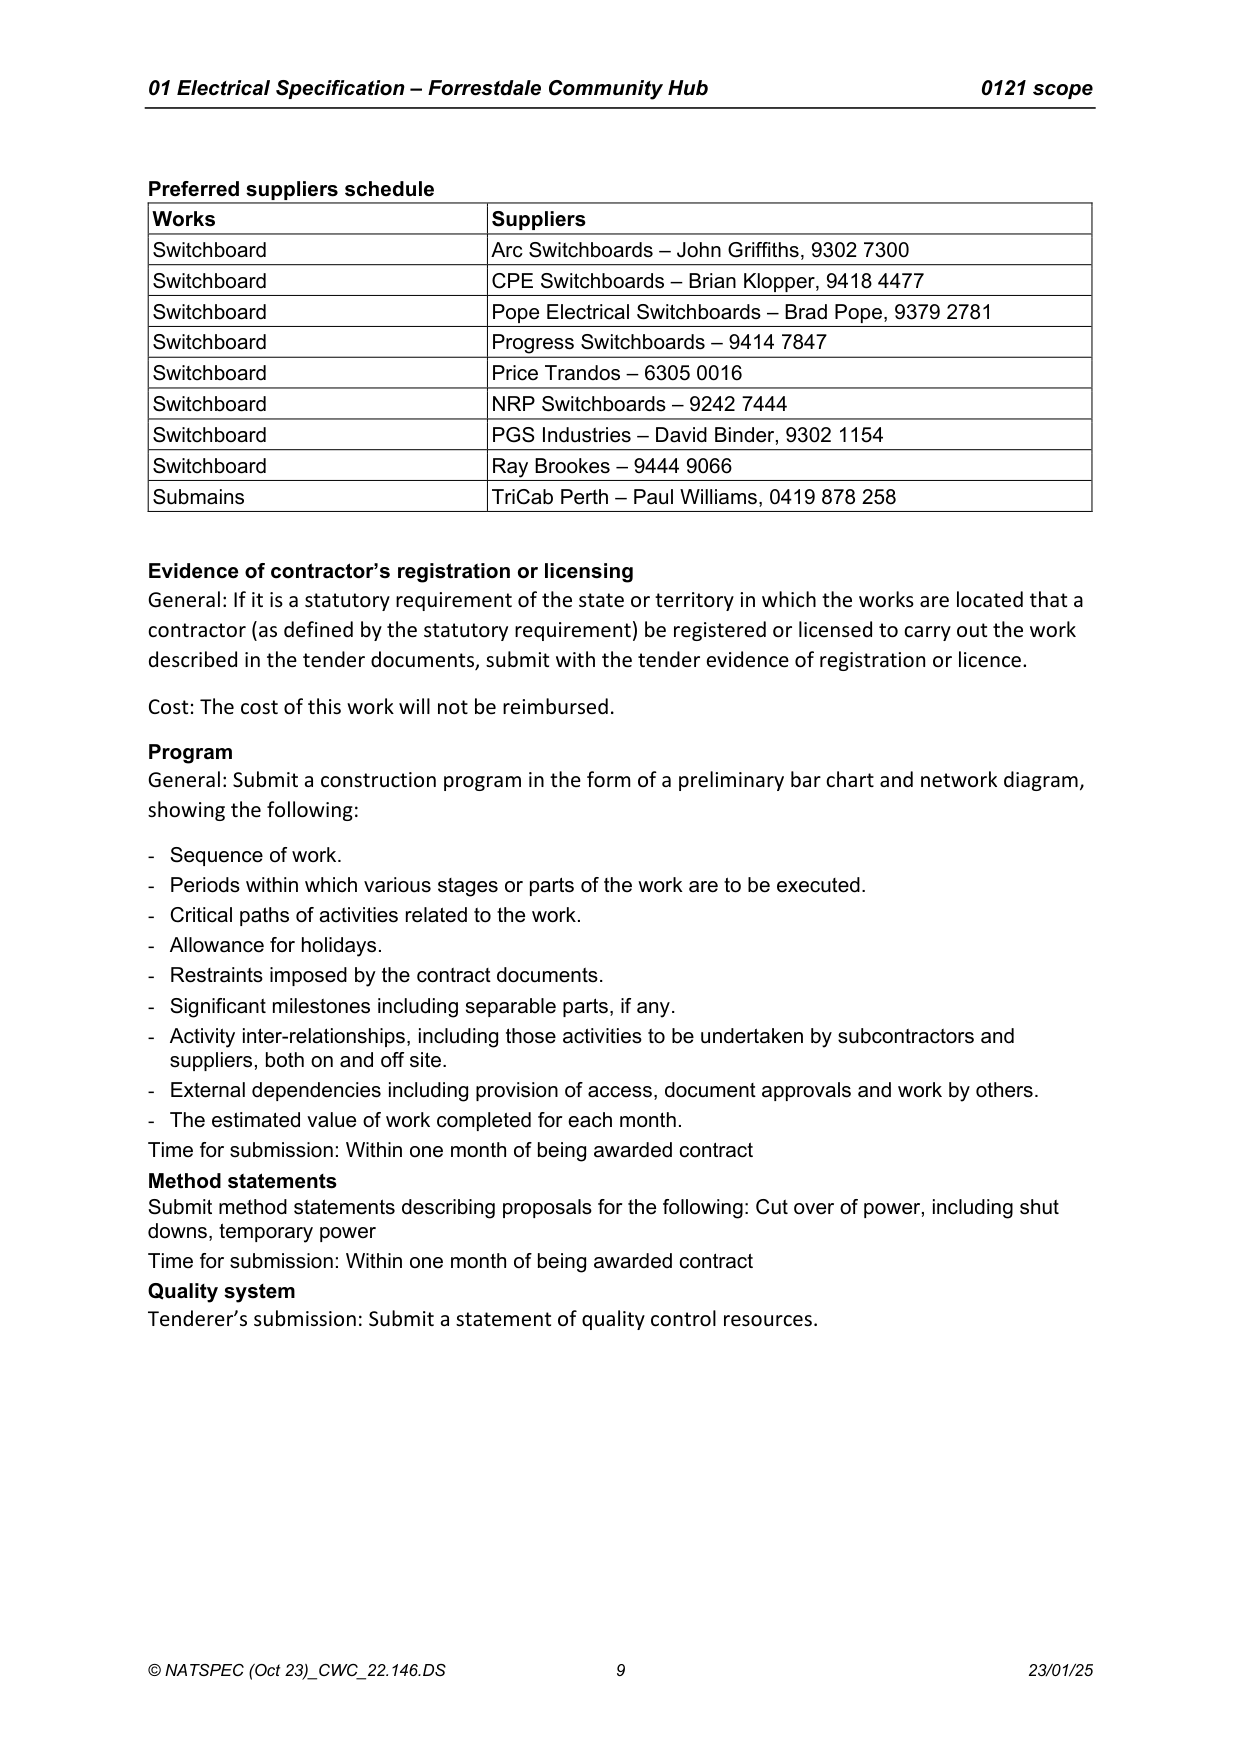 01 Electrical Specification – Forrestdale Community Hub 0121 scope
Preferred suppliers schedule
Works Suppliers
Switchboard Arc Switchboards – John Griffiths, 9302 7300
Switchboard CPE Switchboards – Brian Klopper, 9418 4477
Switchboard Pope Electrical Switchboards – Brad Pope, 9379 2781
Switchboard Progress Switchboards – 9414 7847
Switchboard Price Trandos – 6305 0016
Switchboard NRP Switchboards – 9242 7444
Switchboard PGS Industries – David Binder, 9302 1154
Switchboard Ray Brookes – 9444 9066
Submains TriCab Perth – Paul Williams, 0419 878 258
Evidence of contractor’s registration or licensing
General: If it is a statutory requirement of the state or territory in which the works are located that a
contractor (as defined by the statutory requirement) be registered or licensed to carry out the work
described in the tender documents, submit with the tender evidence of registration or licence.
Cost: The cost of this work will not be reimbursed.
Program
General: Submit a construction program in the form of a preliminary bar chart and network diagram,
showing the following:
- Sequence of work.
- Periods within which various stages or parts of the work are to be executed.
- Critical paths of activities related to the work.
- Allowance for holidays.
- Restraints imposed by the contract documents.
- Significant milestones including separable parts, if any.
- Activity inter-relationships, including those activities to be undertaken by subcontractors and
suppliers, both on and off site.
- External dependencies including provision of access, document approvals and work by others.
- The estimated value of work completed for each month.
Time for submission: Within one month of being awarded contract
Method statements
Submit method statements describing proposals for the following: Cut over of power, including shut
downs, temporary power
Time for submission: Within one month of being awarded contract
Quality system
Tenderer’s submission: Submit a statement of quality control resources.
© NATSPEC (Oct 23)_CWC_22.146.DS 9 23/01/25